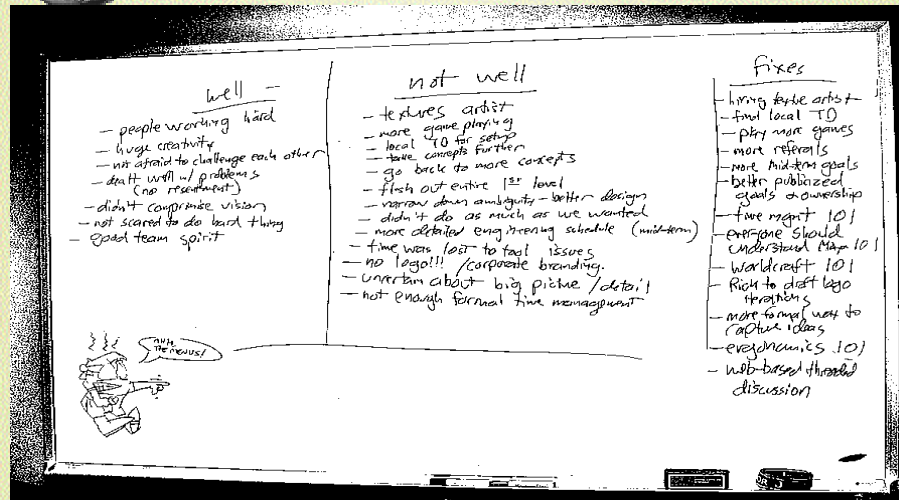 well
- people working hard
- huge creativity
- not afraid to challenge each other
- dealt well w/ problems
(no resentment)
- didn't compromise vision
- not scared to do hard thing
- good team spirit
not well
- textures artist
- more game playing
- local TD for setup
- take concepts further
- go back to more concepts
- flesh out entire 1st level
- narrow down ambiguity - better design
- didn't do as much as we wanted
- more detailed engineering schedule (mid-term)
- time was lost to tool issues
- no logo!!! /corporate branding.
- uncertain about big picture /detail
- not enough formal time management
fixes
- hiring texture artist
- find local TD
- play more games
- more referrals
- more mid-term goals
- better publicized
goals + ownership
- time mgmt 101
- everyone should
understand Max 101
- Worldcraft 101
- Rich to draft logo
iterations
- more formal way to
capture ideas
- ergonomics 101
- web-based threaded
discussion
THE MENUS!